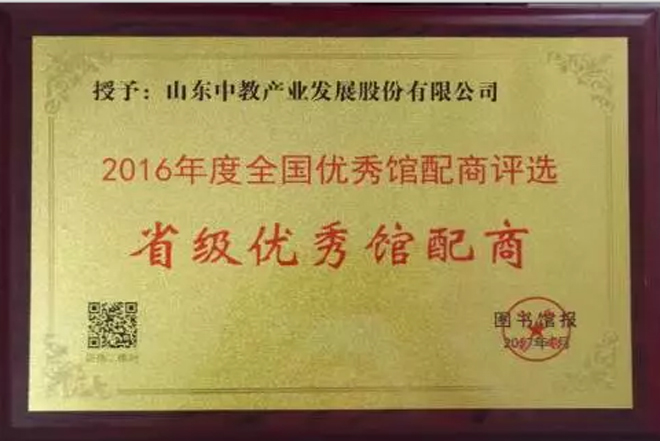 授予：山东中教产业发展股份有限公司
2016年度全国优秀馆配商评选
省级优秀馆配商
图书馆报